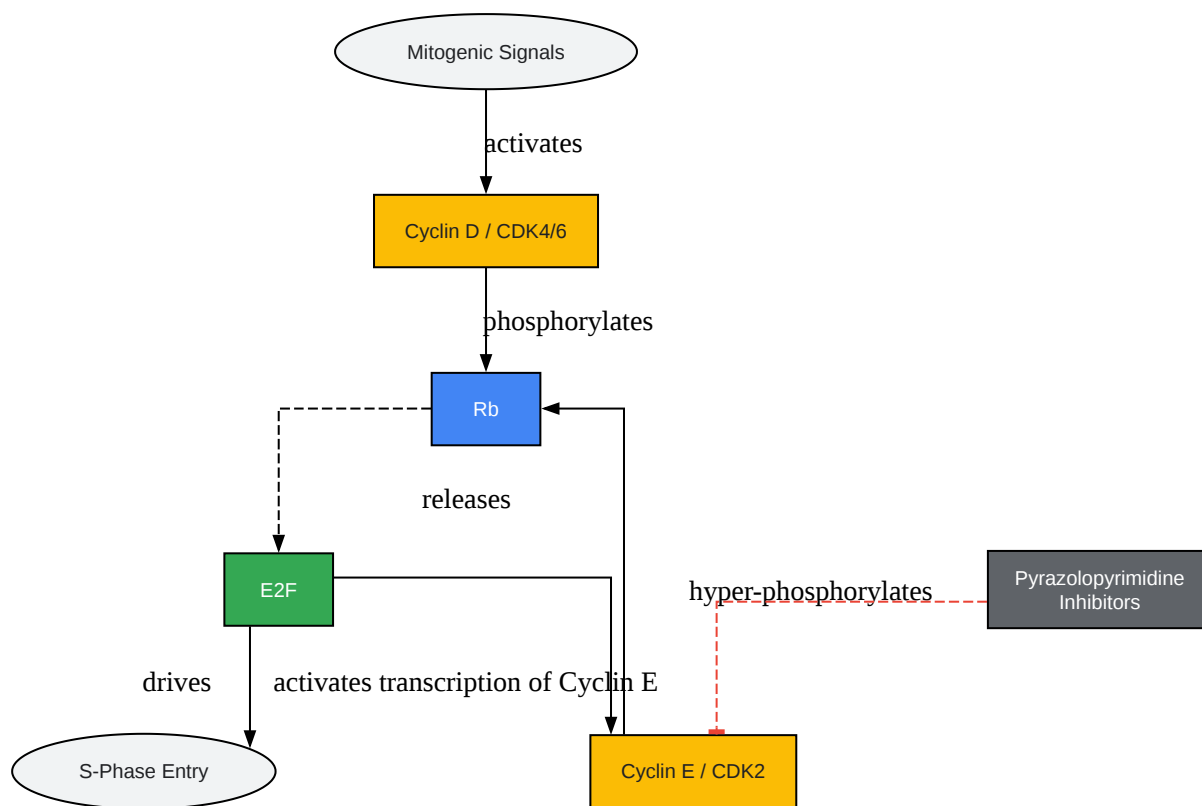 Mitogenic Signals
activates
Cyclin D / CDK4/6
phosphorylates
Rb
releases
E2F
hyper-phosphorylates
Pyrazolopyrimidine
Inhibitors
drives
activates transcription of Cyclin E
S-Phase Entry
Cyclin E / CDK2